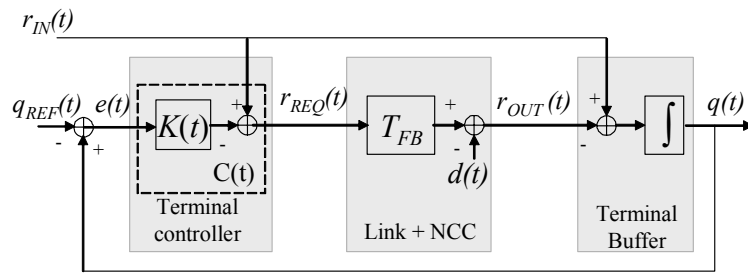 r_IN(t)
q_REF(t)
e(t)
K(t)
C(t)
r_REQ(t)
T_FB
r_OUT(t)
d(t)
∫
q(t)
+
-
+
-
+
-
+
-
-
+
Terminal
controller
Link + NCC
Terminal
Buffer